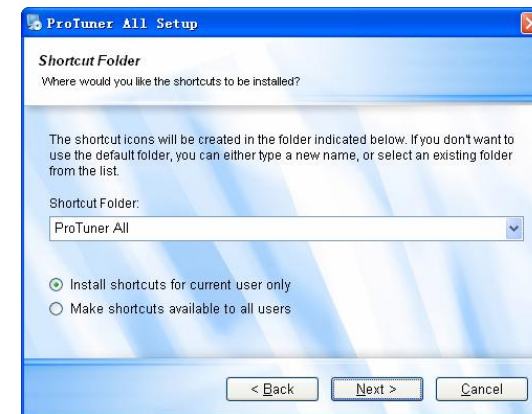 ProTuner All Setup
Shortcut Folder
Where would you like the shortcuts to be installed?
The shortcut icons will be created in the folder indicated below. If you don't want to
use the default folder, you can either type a new name, or select an existing folder
from the list.
Shortcut Folder:
ProTuner All
Install shortcuts for current user only
Make shortcuts available to all users
< Back Next > Cancel